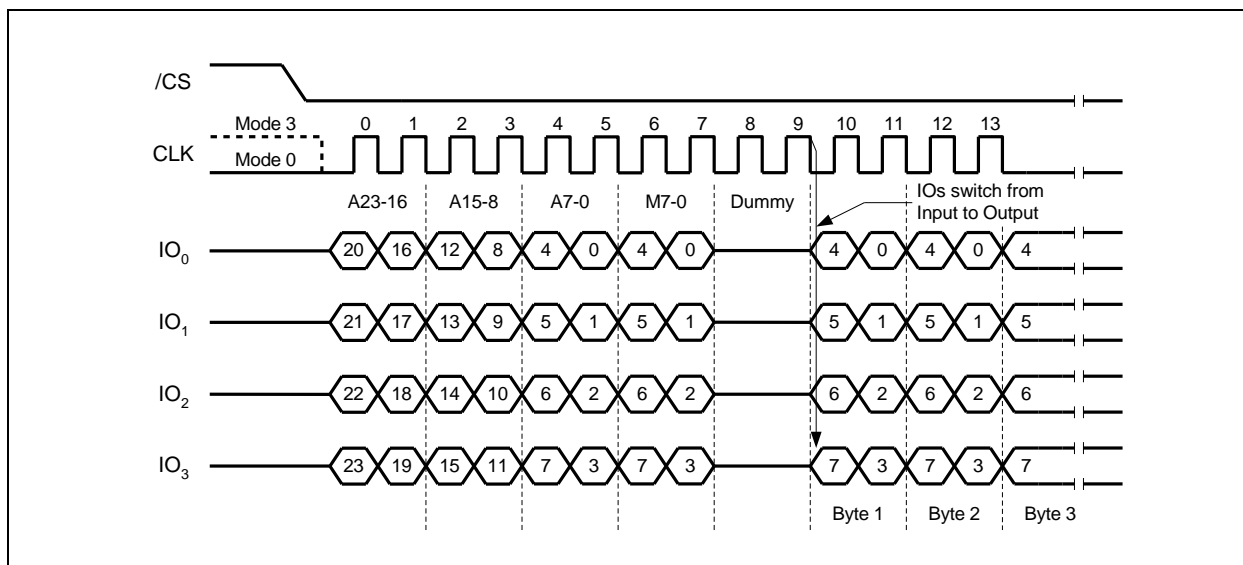 /CS
Mode 3
0 1 2 3 4 5 6 7 8 9 10 11 12 13
CLK
Mode 0
A23-16 A15-8 A7-0 M7-0 Dummy
IOs switch from
Input to Output
IO0 20 16 12 8 4 0 4 0 4 0 4 0 4
IO1 21 17 13 9 5 1 5 1 5 1 5 1 5
IO2 22 18 14 10 6 2 6 2 6 2 6 2 6
IO3 23 19 15 11 7 3 7 3 7 3 7 3 7
Byte 1 Byte 2 Byte 3